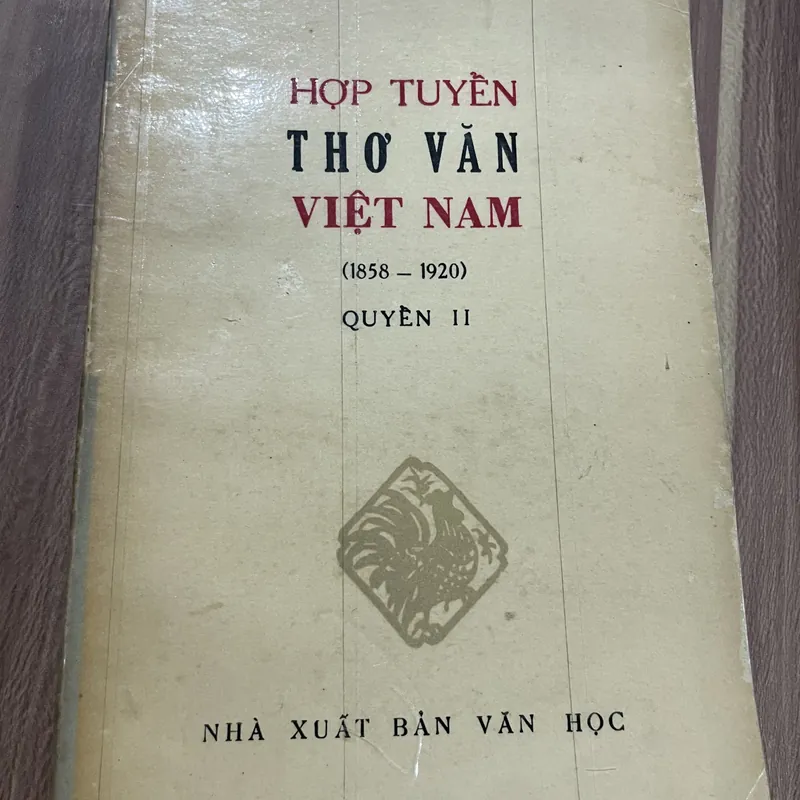 HỢP TUYỂN
THƠ VĂN
VIỆT NAM
(1858 – 1920)
QUYỂN II
NHÀ XUẤT BẢN VĂN HỌC